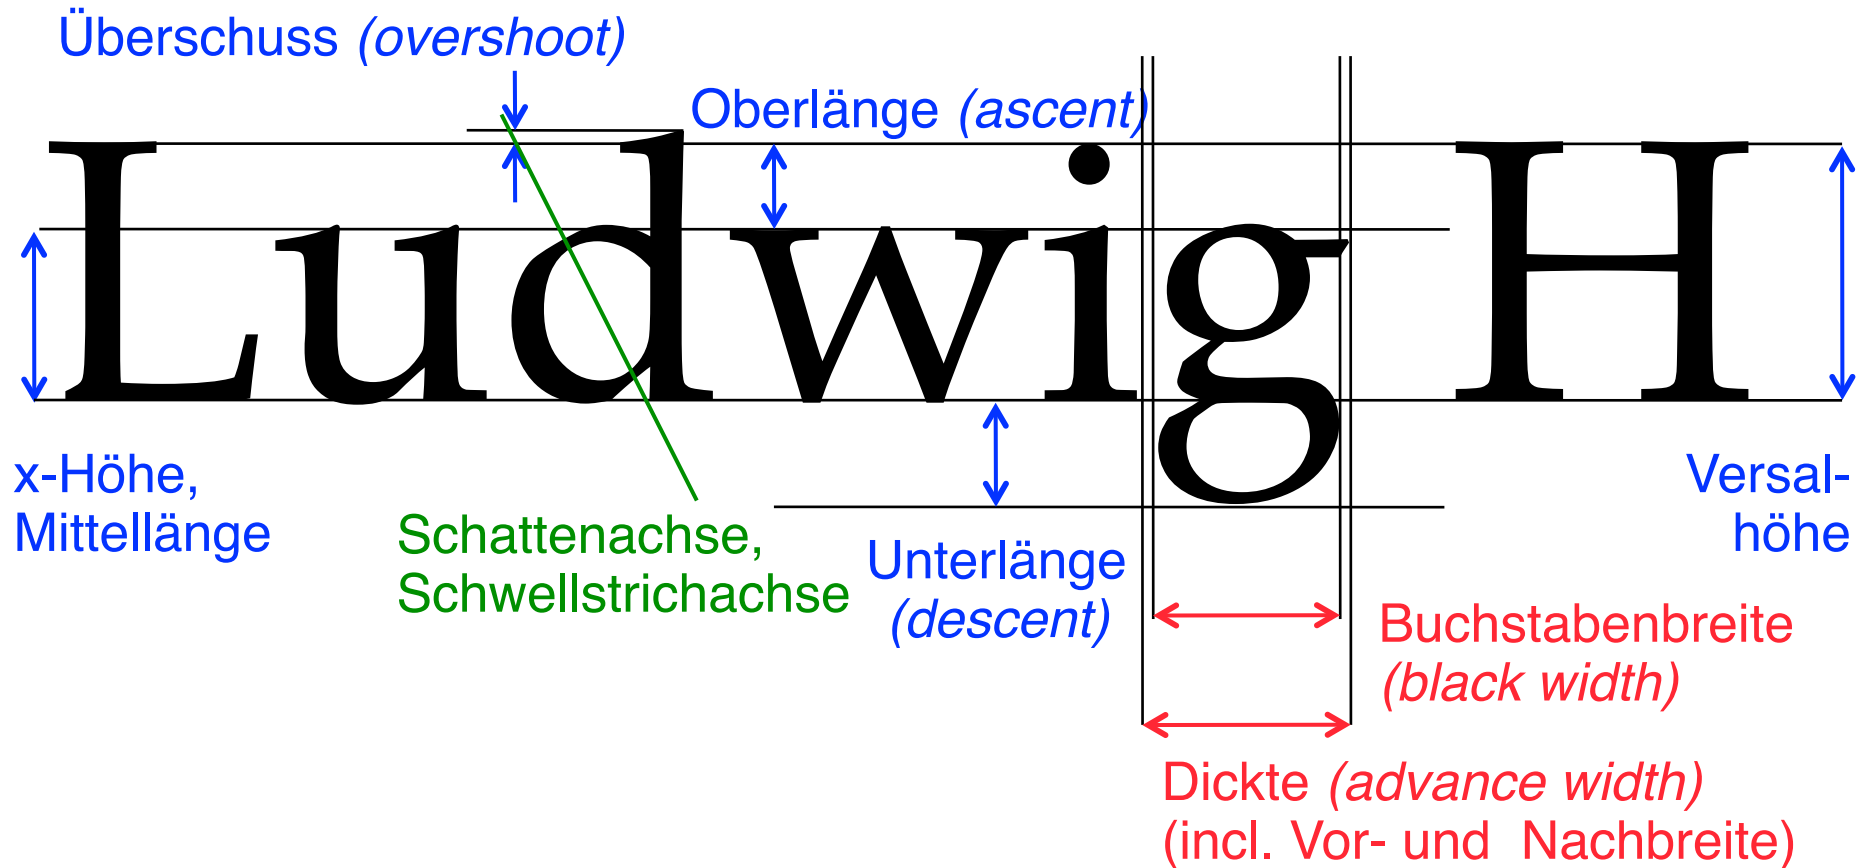 Überschuss (overshoot)
Oberlänge (ascent)
Ludwig H
x-Höhe,
Mittellänge
Schattenachse,
Schwellstrichachse
Unterlänge
(descent)
Versal-
höhe
Buchstabenbreite
(black width)
Dickte (advance width)
(incl. Vor- und Nachbreite)